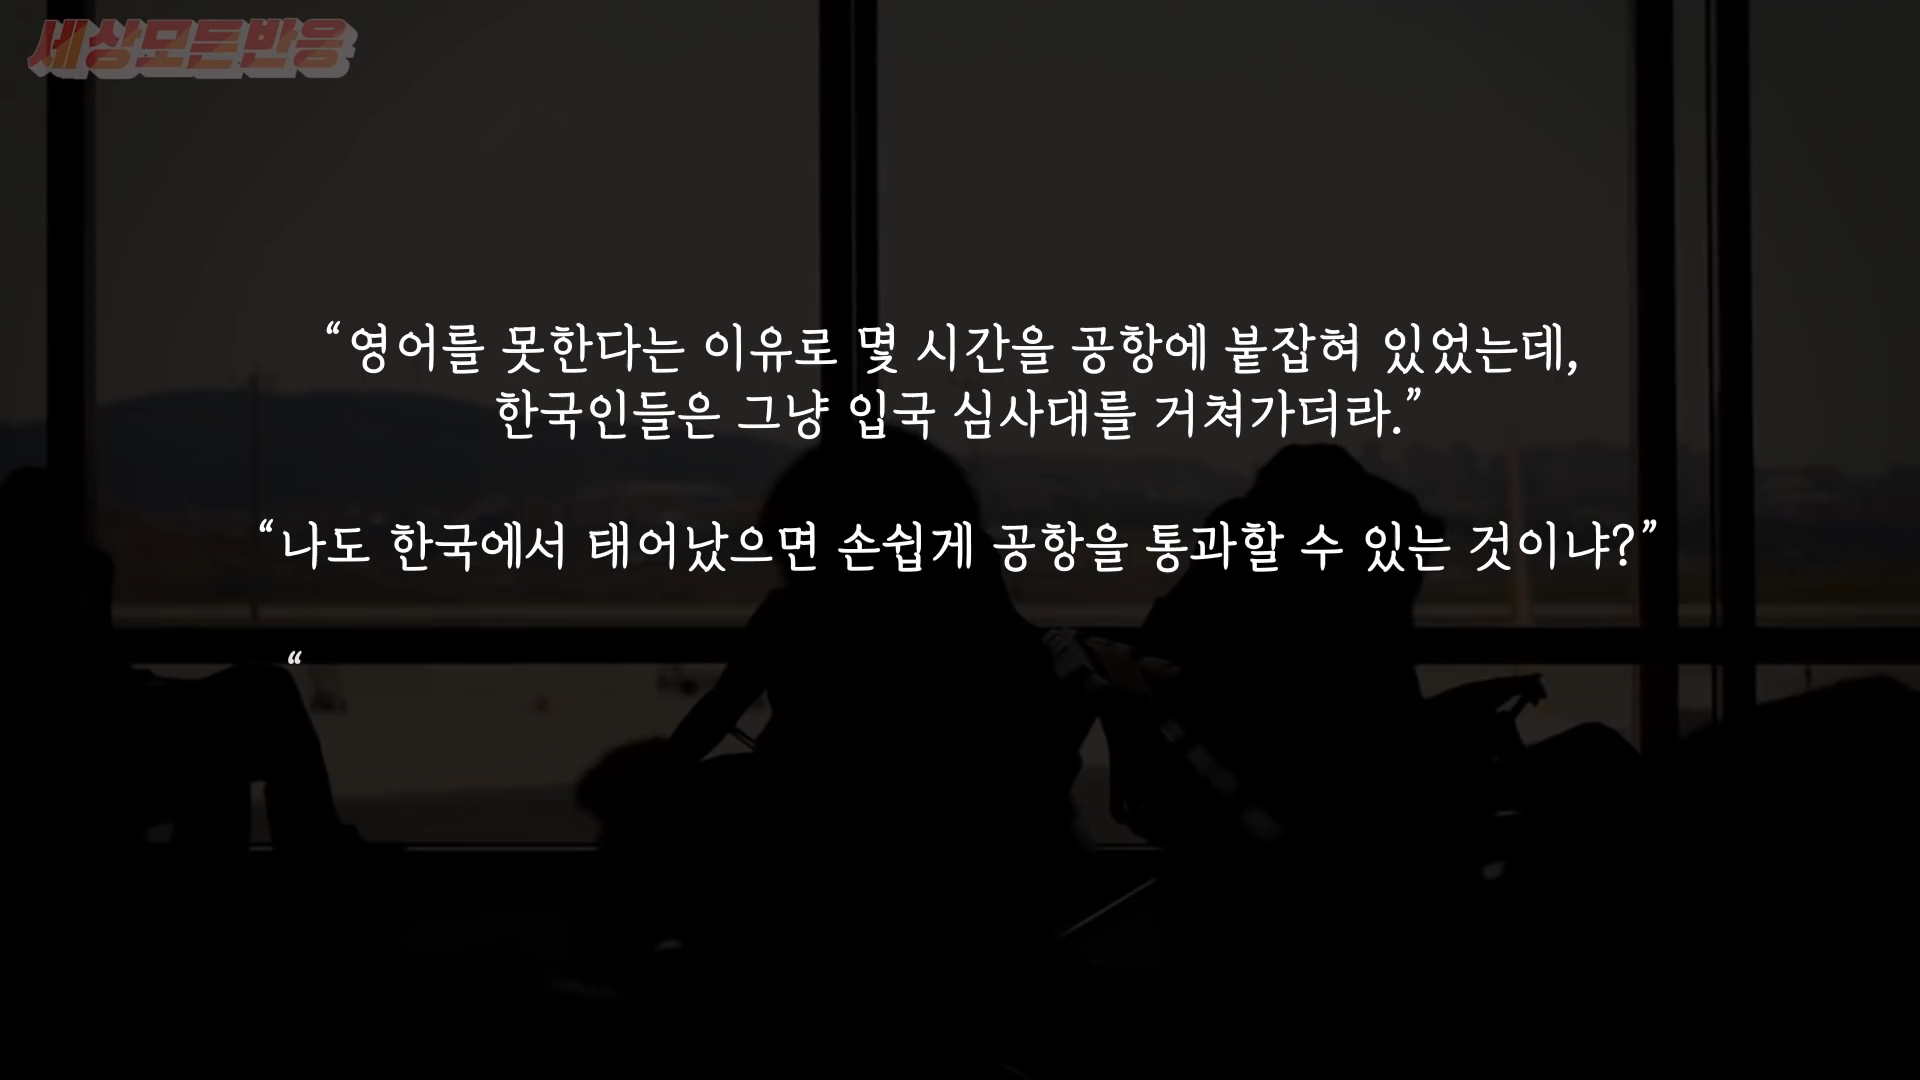 세상모든반응
“영어를 못한다는 이유로 몇 시간을 공항에 붙잡혀 있었는데,
한국인들은 그냥 입국 심사대를 거쳐가더라.”
“나도 한국에서 태어났으면 손쉽게 공항을 통과할 수 있는 것이냐?”
“